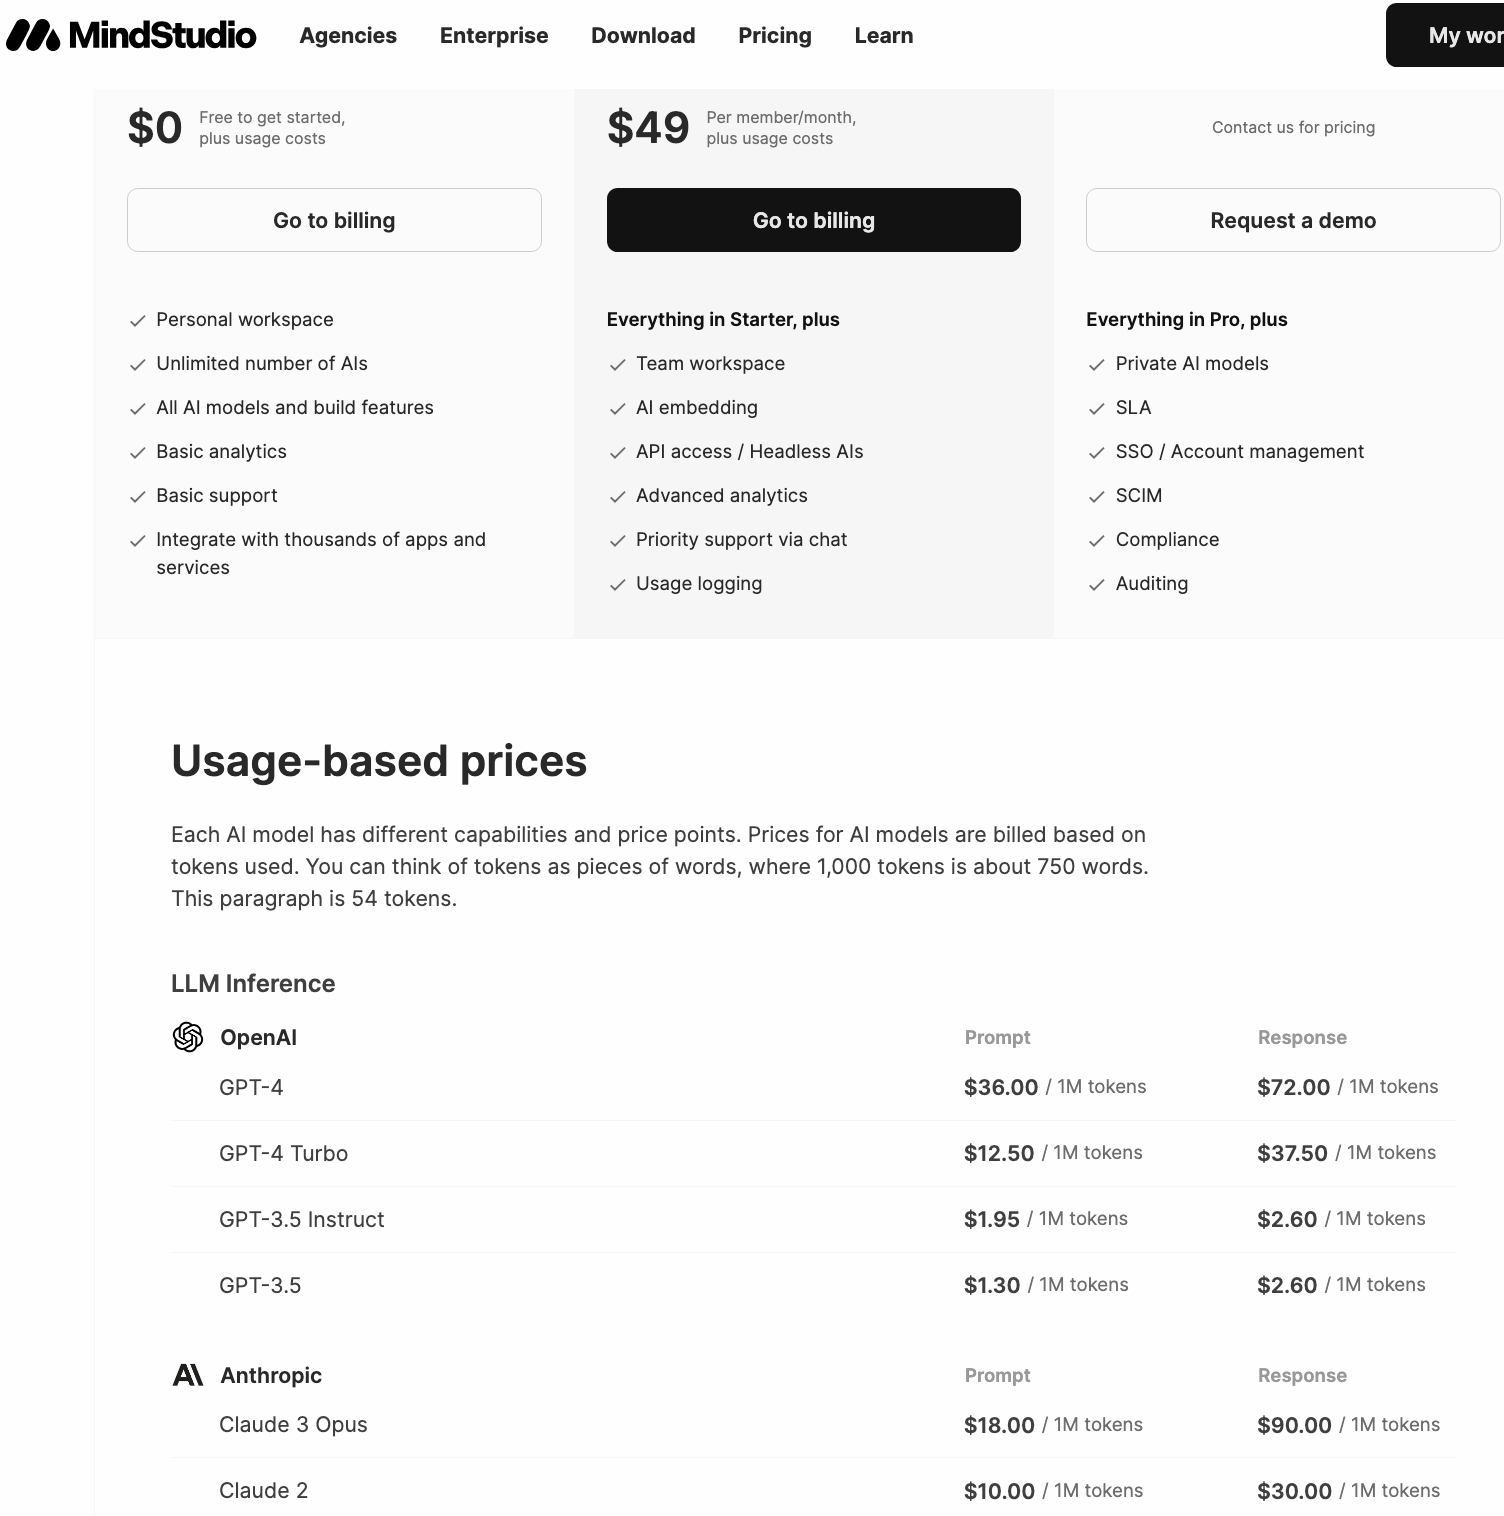 MindStudio Agencies Enterprise Download Pricing Learn My wor
$0 Free to get started,
plus usage costs
Go to billing
Personal workspace
Unlimited number of AIs
All AI models and build features
Basic analytics
Basic support
Integrate with thousands of apps and
services
$49 Per member/month,
plus usage costs
Go to billing
Everything in Starter, plus
Team workspace
AI embedding
API access / Headless AIs
Advanced analytics
Priority support via chat
Usage logging
Contact us for pricing
Request a demo
Everything in Pro, plus
Private AI models
SLA
SSO / Account management
SCIM
Compliance
Auditing
Usage-based prices
Each AI model has different capabilities and price points. Prices for AI models are billed based on
tokens used. You can think of tokens as pieces of words, where 1,000 tokens is about 750 words.
This paragraph is 54 tokens.
LLM Inference
OpenAI Prompt Response
GPT-4 $36.00 / 1M tokens $72.00 / 1M tokens
GPT-4 Turbo $12.50 / 1M tokens $37.50 / 1M tokens
GPT-3.5 Instruct $1.95 / 1M tokens $2.60 / 1M tokens
GPT-3.5 $1.30 / 1M tokens $2.60 / 1M tokens
Anthropic Prompt Response
Claude 3 Opus $18.00 / 1M tokens $90.00 / 1M tokens
Claude 2 $10.00 / 1M tokens $30.00 / 1M tokens